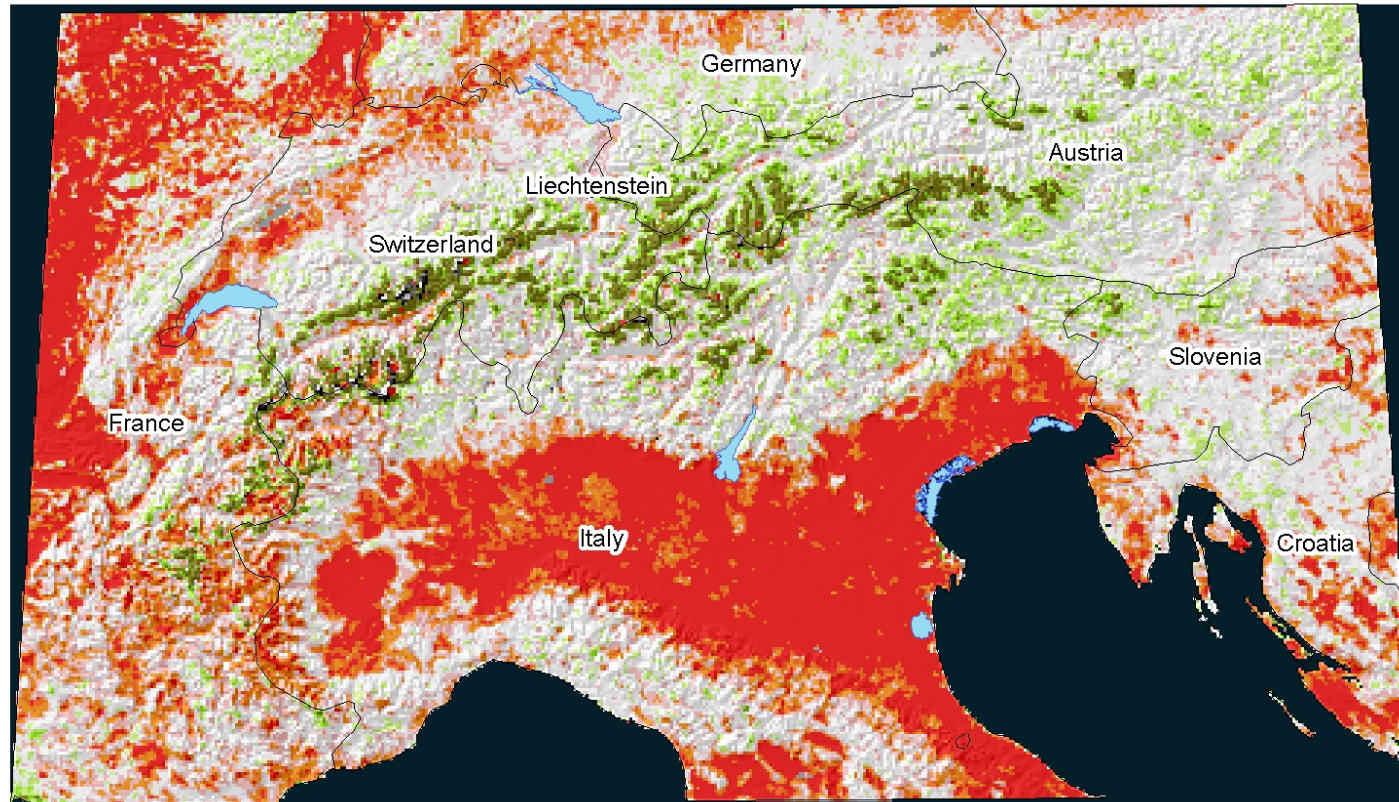 Germany
Austria
Liechtenstein
Switzerland
Slovenia
France
Italy
Croatia